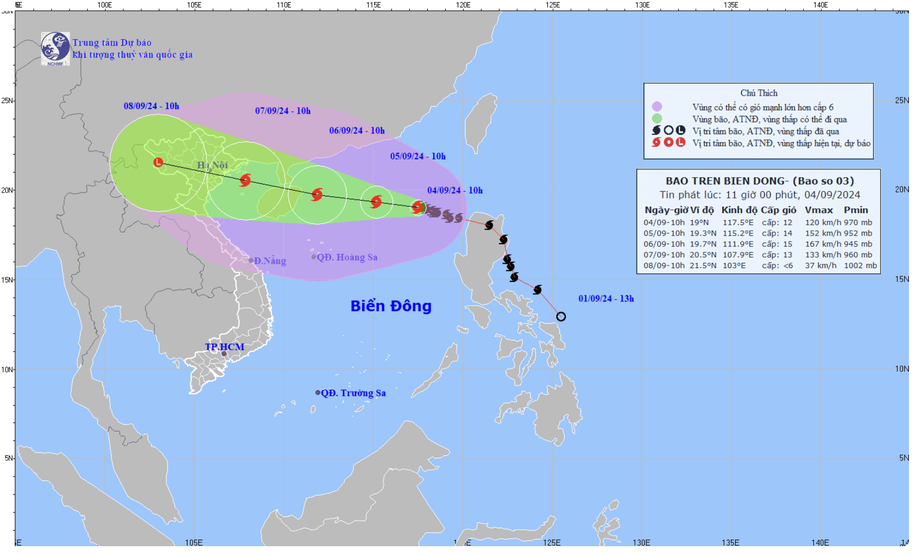 E 105E 110E 115E 120E 125E 130E 135E 140E
Trung tâm Dự báo
khí tượng thuỷ văn quốc gia
NCHMF
08/09/24 - 10h
07/09/24 - 10h
06/09/24 - 10h
05/09/24 - 10h
04/09/24 - 10h
01/09/24 - 13h
Chú Thích
Vùng có thể có gió mạnh lớn hơn cấp 6
Vùng bão, ATNĐ, vùng thấp có thể đi qua
Vị trí tâm bão, ATNĐ, vùng thấp đã qua
Vị trí tâm bão, ATNĐ, vùng thấp hiện tại, dự báo
BAO TREN BIEN DONG- (Bao so 03)
Tin phát lúc: 11 giờ 00 phút, 04/09/2024
Ngày-giờ Vĩ độ Kinh độ Cấp gió Vmax Pmin
04/09-10h 19°N 117.5°E cấp: 12 120 km/h 970 mb
05/09-10h 19.3°N 115.2°E cấp: 14 152 km/h 952 mb
06/09-10h 19.7°N 111.9°E cấp: 15 167 km/h 945 mb
07/09-10h 20.5°N 107.9°E cấp: 13 133 km/h 960 mb
08/09-10h 21.5°N 103°E cấp: <6 37 km/h 1002 mb
25N 25N
Hà Nội
20N 20N
Đ.Nẵng
QĐ. Hoàng Sa
15N 15N
Biển Đông
TP.HCM
10N 10N
QĐ. Trường Sa
5N 5N
105E 110E 115E 120E 125E 130E 135E 140E